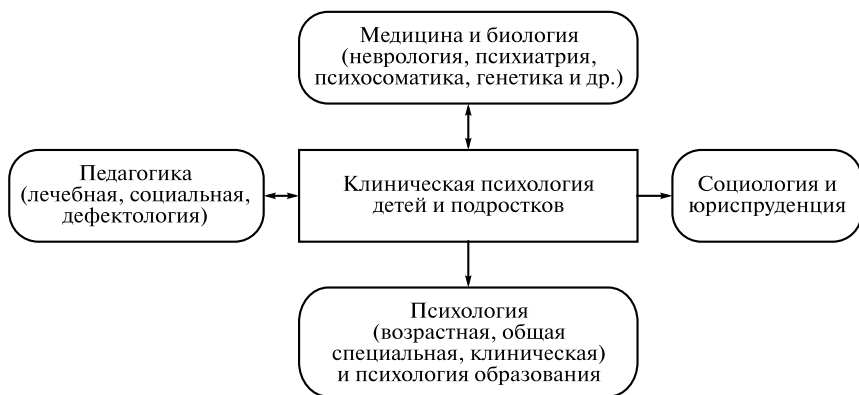 Медицина и биология
(неврология, психиатрия,
психосоматика, генетика и др.)
Педагогика
(лечебная, социальная,
дефектология)
Клиническая психология
детей и подростков
Социология и
юриспруденция
Психология
(возрастная, общая
специальная, клиническая)
и психология образования